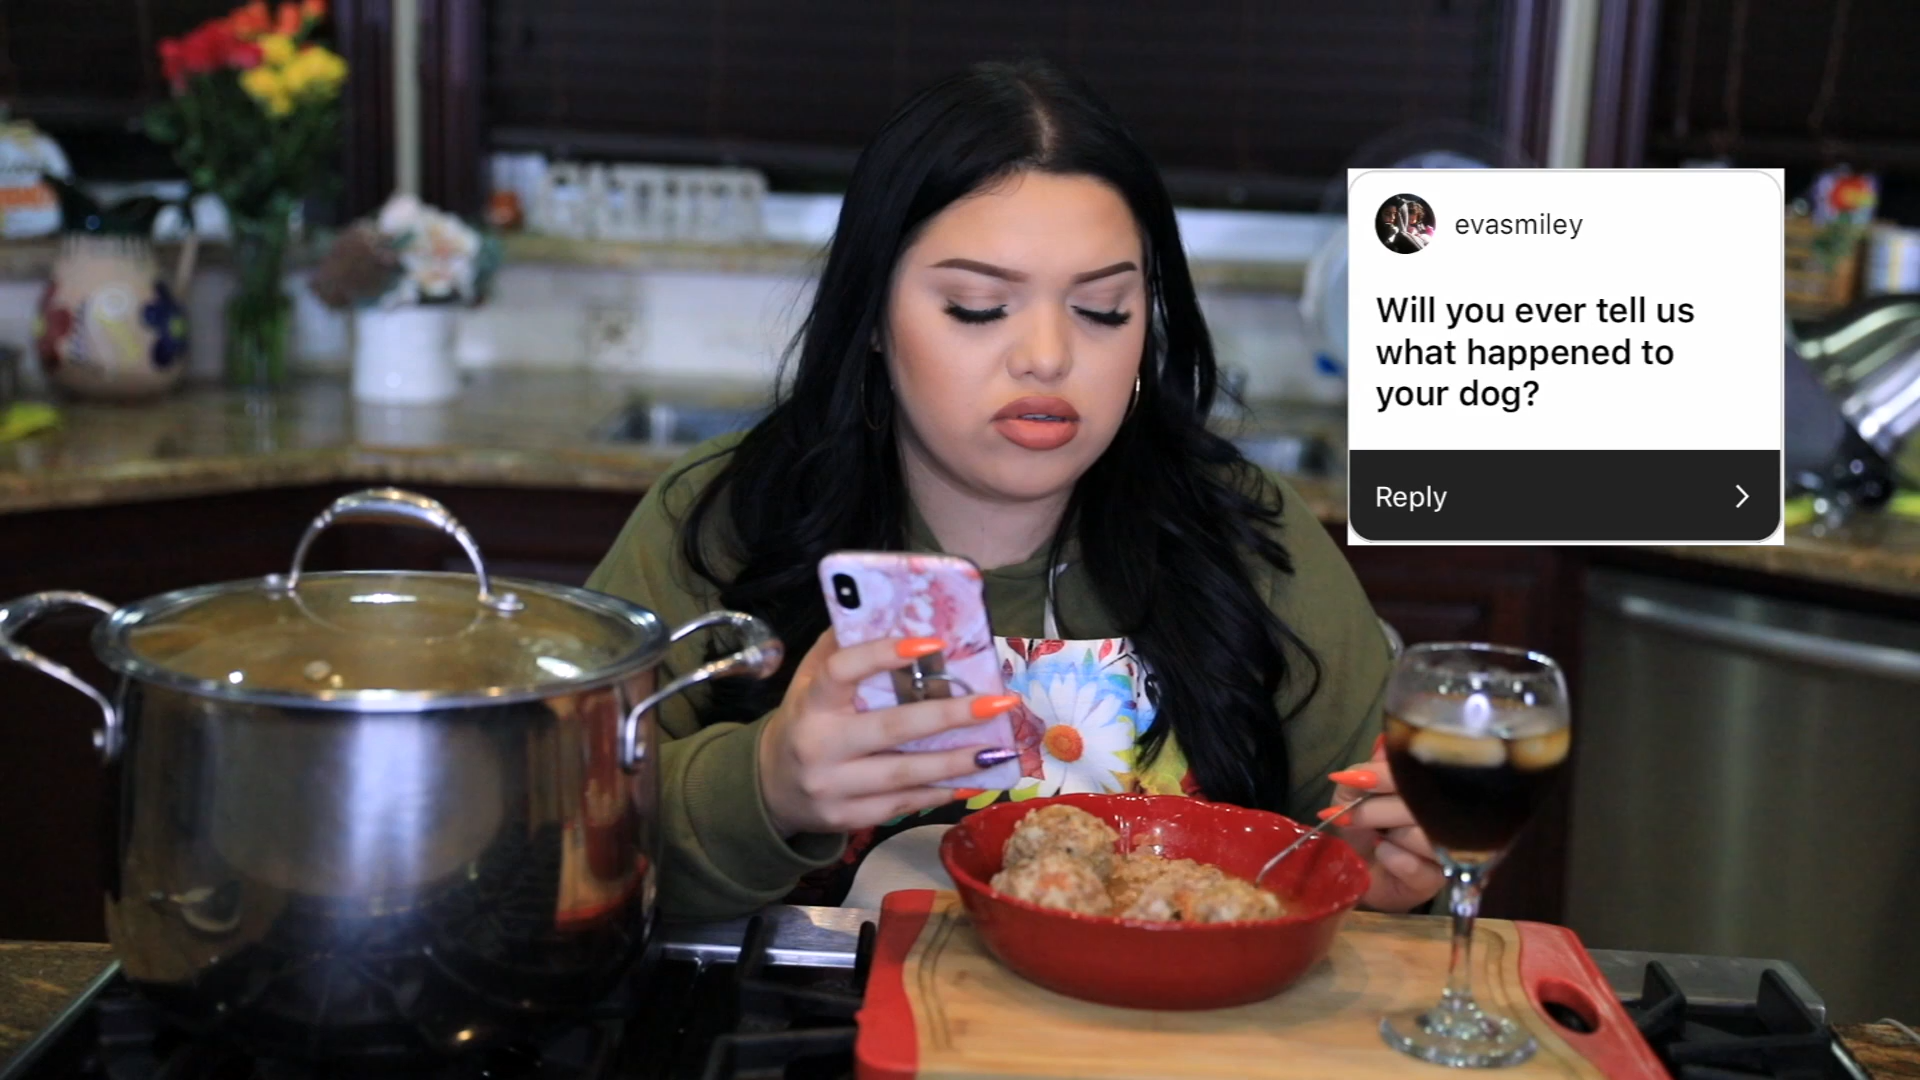 evasmiley
Will you ever tell us
what happened to
your dog?
Reply